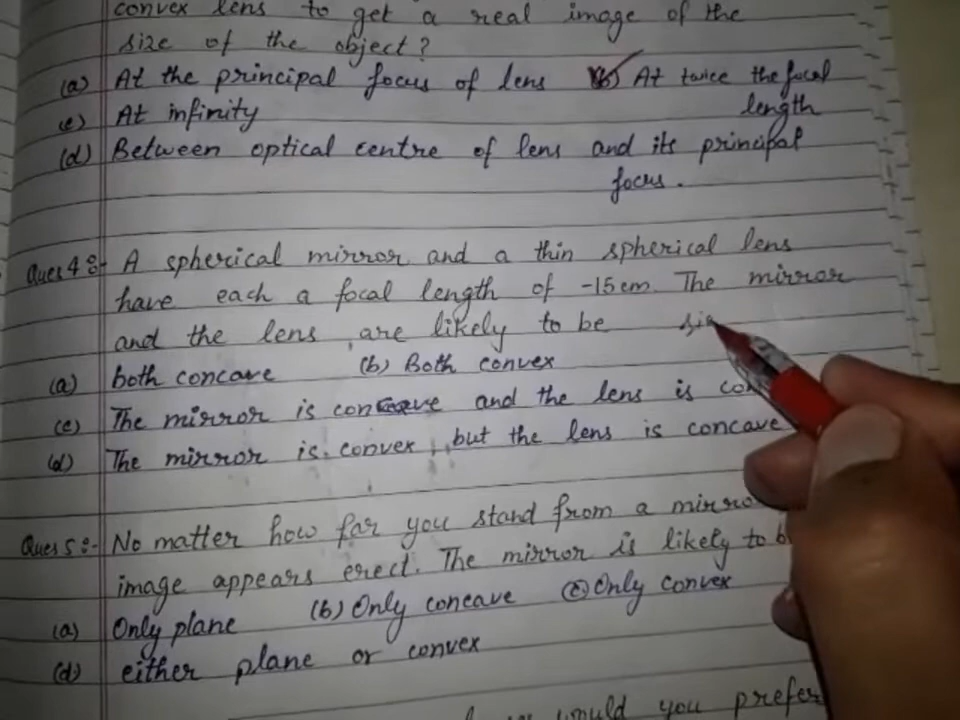 convex lens to get a real image of the
size of the object?
(a) At the principal focus of lens (b) At twice the focal
length
(c) At infinity
(d) Between optical centre of lens and its principal
focus.
Ques 4:- A spherical mirror and a thin spherical lens
have each a focal length of -15 cm. The mirror
and the lens are likely to be
(a) both concave (b) Both convex
(c) The mirror is concave and the lens is
(d) The mirror is convex, but the lens is concave
Ques 5:- No matter how far you stand from a
image appears erect. The mirror is likely to
(a) Only plane (b) Only concave (c) Only convex
(d) either plane or convex
would you prefer